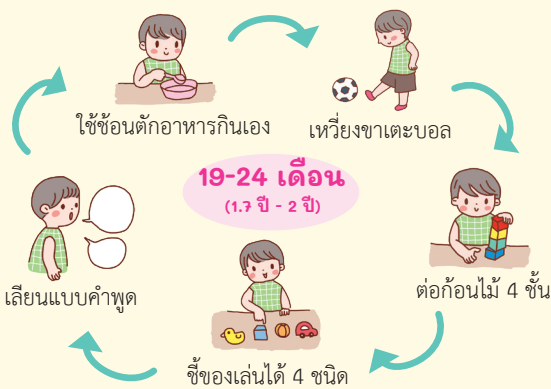 ใช้ช้อนตักอาหารกินเอง
เหวี่ยงขาเตะบอล
19-24 เดือน
(1.7 ปี - 2 ปี)
เลียนแบบคำพูด
ต่อก้อนไม้ 4 ชั้น
ชี้ของเล่นได้ 4 ชนิด